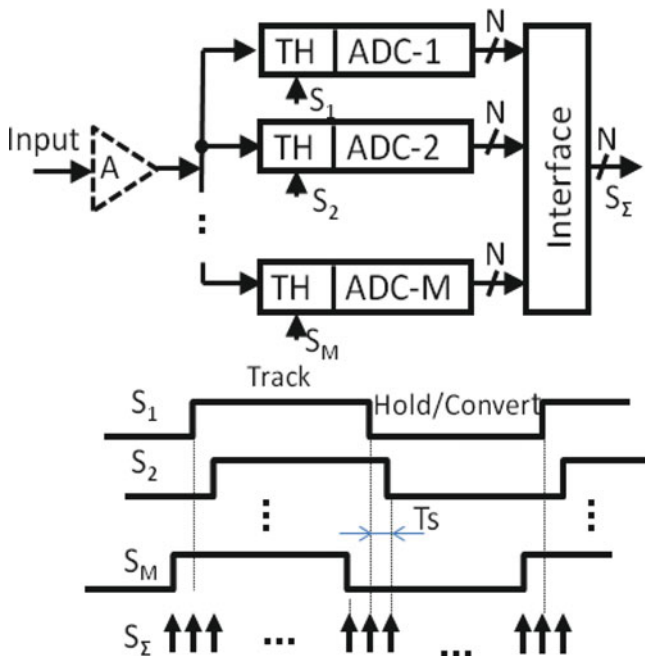 TH ADC-1 N
S1
Input A
TH ADC-2 N
S2
:
TH ADC-M N
SM
Interface
N
SΣ
Track
S1 Hold/Convert
S2
⋮ ⋮
Ts
SM
SΣ ... ...